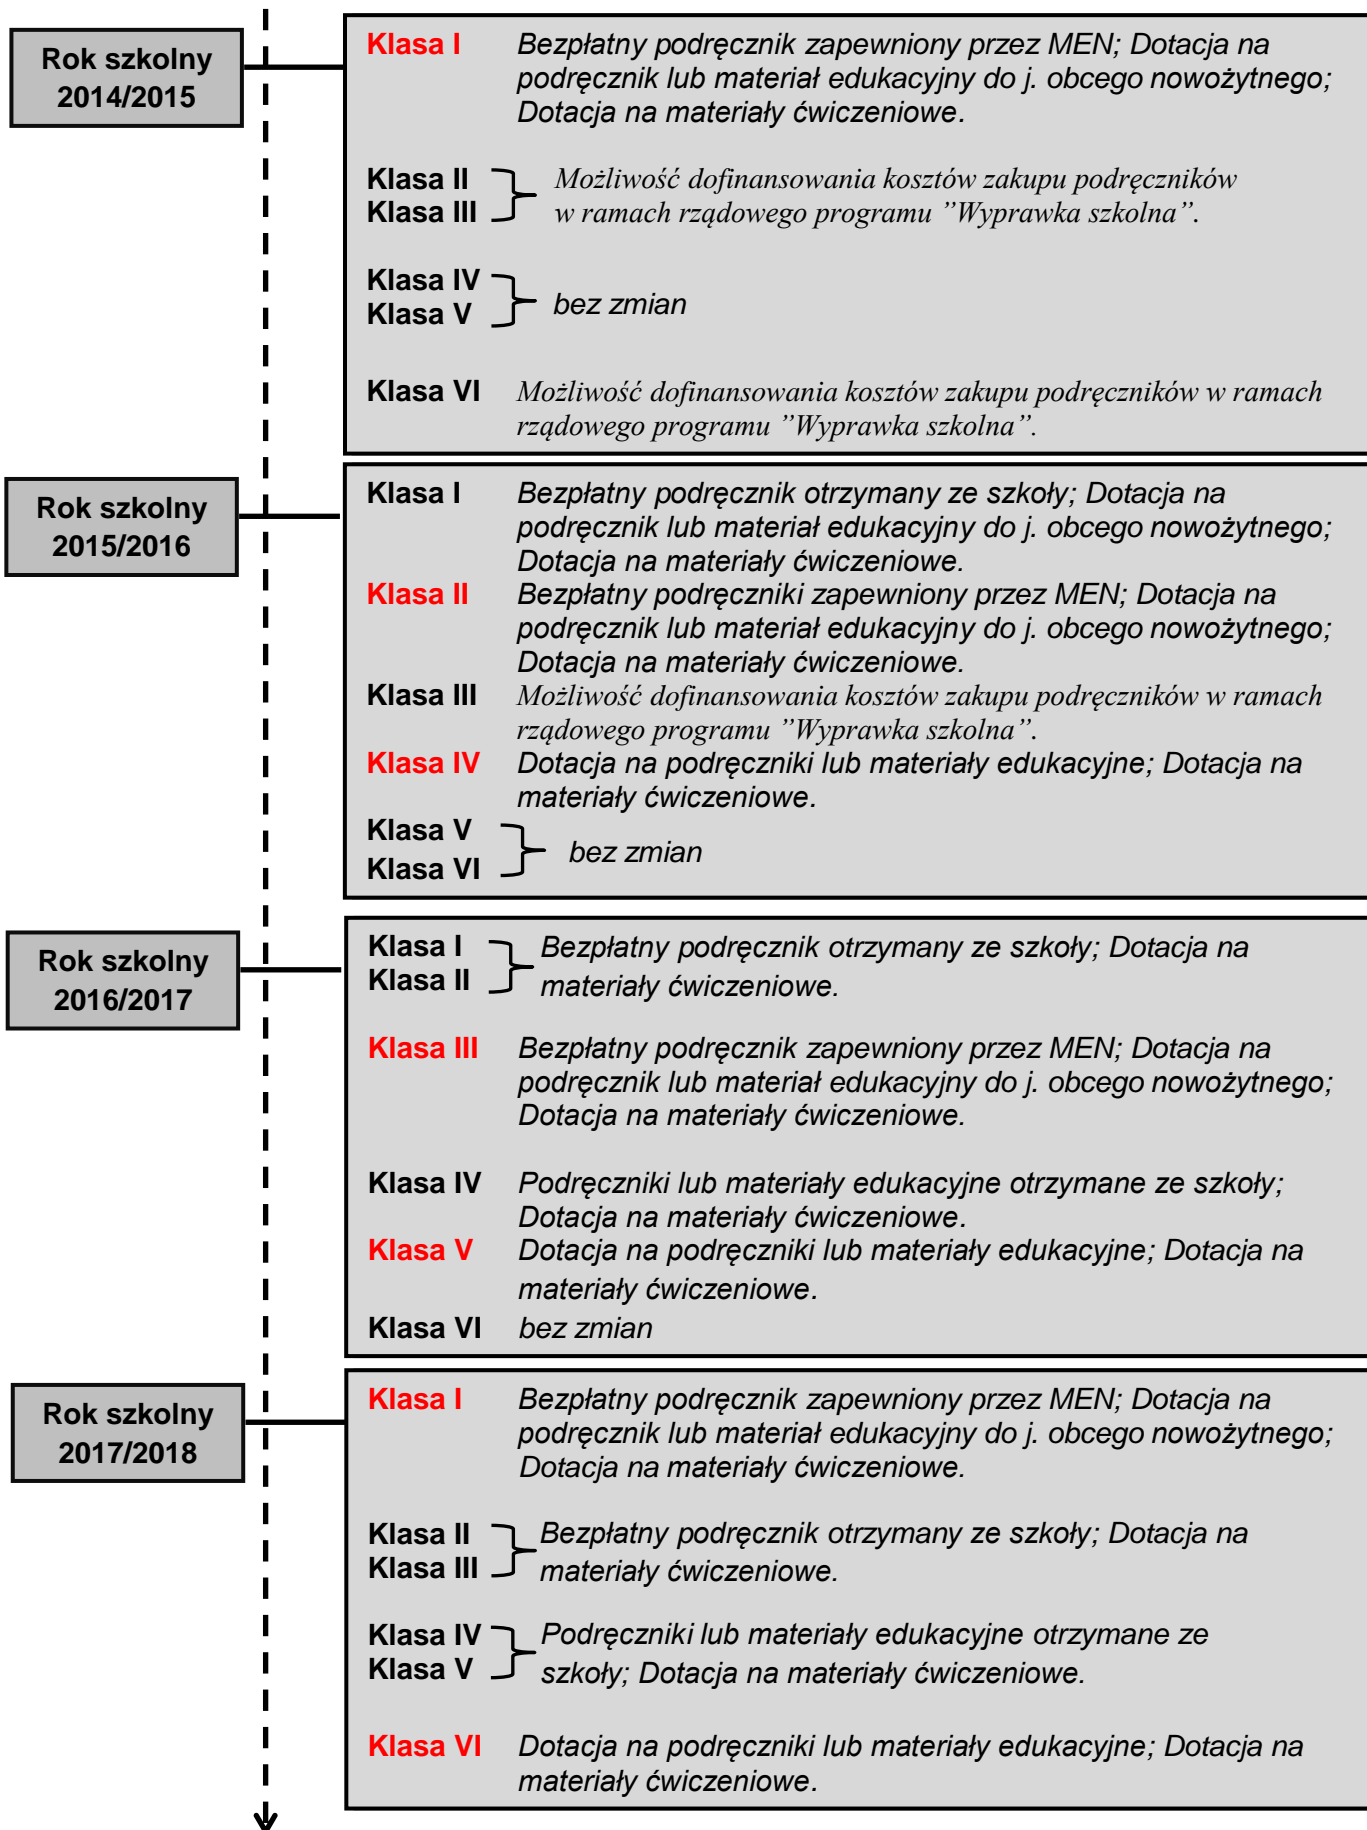 Rok szkolny
2014/2015
Klasa I Bezpłatny podręcznik zapewniony przez MEN; Dotacja na
podręcznik lub materiał edukacyjny do j. obcego nowożytnego;
Dotacja na materiały ćwiczeniowe.
Klasa II
Klasa III
Możliwość dofinansowania kosztów zakupu podręczników
w ramach rządowego programu ”Wyprawka szkolna”.
Klasa IV
Klasa V
bez zmian
Klasa VI Możliwość dofinansowania kosztów zakupu podręczników w ramach
rządowego programu ”Wyprawka szkolna”.
Rok szkolny
2015/2016
Klasa I Bezpłatny podręcznik otrzymany ze szkoły; Dotacja na
podręcznik lub materiał edukacyjny do j. obcego nowożytnego;
Dotacja na materiały ćwiczeniowe.
Klasa II Bezpłatny podręczniki zapewniony przez MEN; Dotacja na
podręcznik lub materiał edukacyjny do j. obcego nowożytnego;
Dotacja na materiały ćwiczeniowe.
Klasa III Możliwość dofinansowania kosztów zakupu podręczników w ramach
rządowego programu ”Wyprawka szkolna”.
Klasa IV Dotacja na podręczniki lub materiały edukacyjne; Dotacja na
materiały ćwiczeniowe.
Klasa V
Klasa VI
bez zmian
Rok szkolny
2016/2017
Klasa I
Klasa II
Bezpłatny podręcznik otrzymany ze szkoły; Dotacja na
materiały ćwiczeniowe.
Klasa III Bezpłatny podręcznik zapewniony przez MEN; Dotacja na
podręcznik lub materiał edukacyjny do j. obcego nowożytnego;
Dotacja na materiały ćwiczeniowe.
Klasa IV Podręczniki lub materiały edukacyjne otrzymane ze szkoły;
Dotacja na materiały ćwiczeniowe.
Klasa V Dotacja na podręczniki lub materiały edukacyjne; Dotacja na
materiały ćwiczeniowe.
Klasa VI bez zmian
Rok szkolny
2017/2018
Klasa I Bezpłatny podręcznik zapewniony przez MEN; Dotacja na
podręcznik lub materiał edukacyjny do j. obcego nowożytnego;
Dotacja na materiały ćwiczeniowe.
Klasa II
Klasa III
Bezpłatny podręcznik otrzymany ze szkoły; Dotacja na
materiały ćwiczeniowe.
Klasa IV
Klasa V
Podręczniki lub materiały edukacyjne otrzymane ze
szkoły; Dotacja na materiały ćwiczeniowe.
Klasa VI Dotacja na podręczniki lub materiały edukacyjne; Dotacja na
materiały ćwiczeniowe.